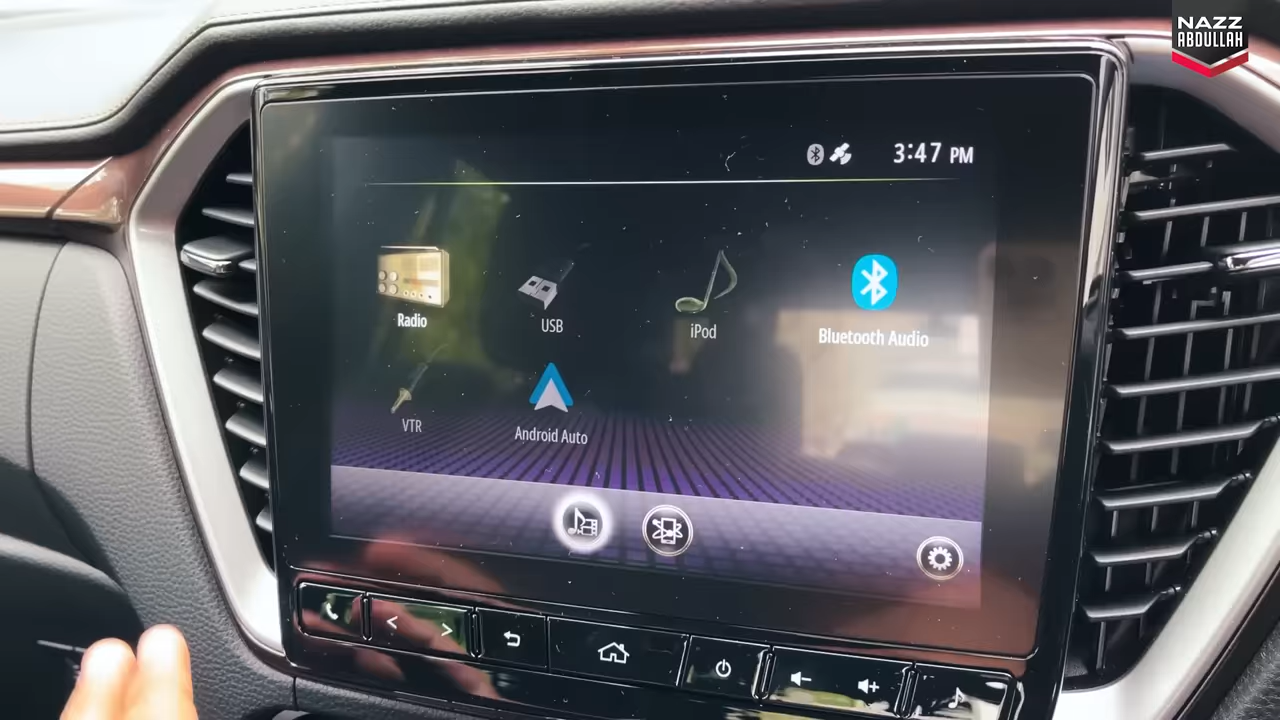 NAZZ
ABDULLAH
3:47 PM
Radio
USB
iPod
Bluetooth Audio
VTR
Android Auto